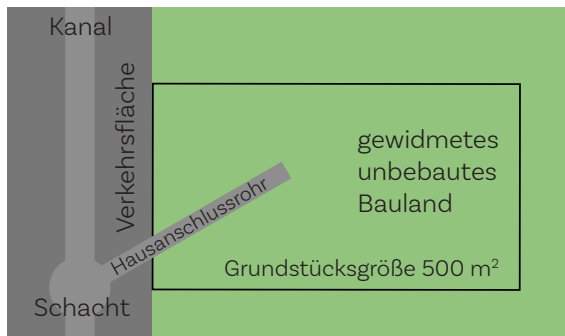 Kanal
Verkehrsfläche
gewidmetes
unbebautes
Bauland
Hausanschlussrohr
Grundstücksgröße 500 m²
Schacht